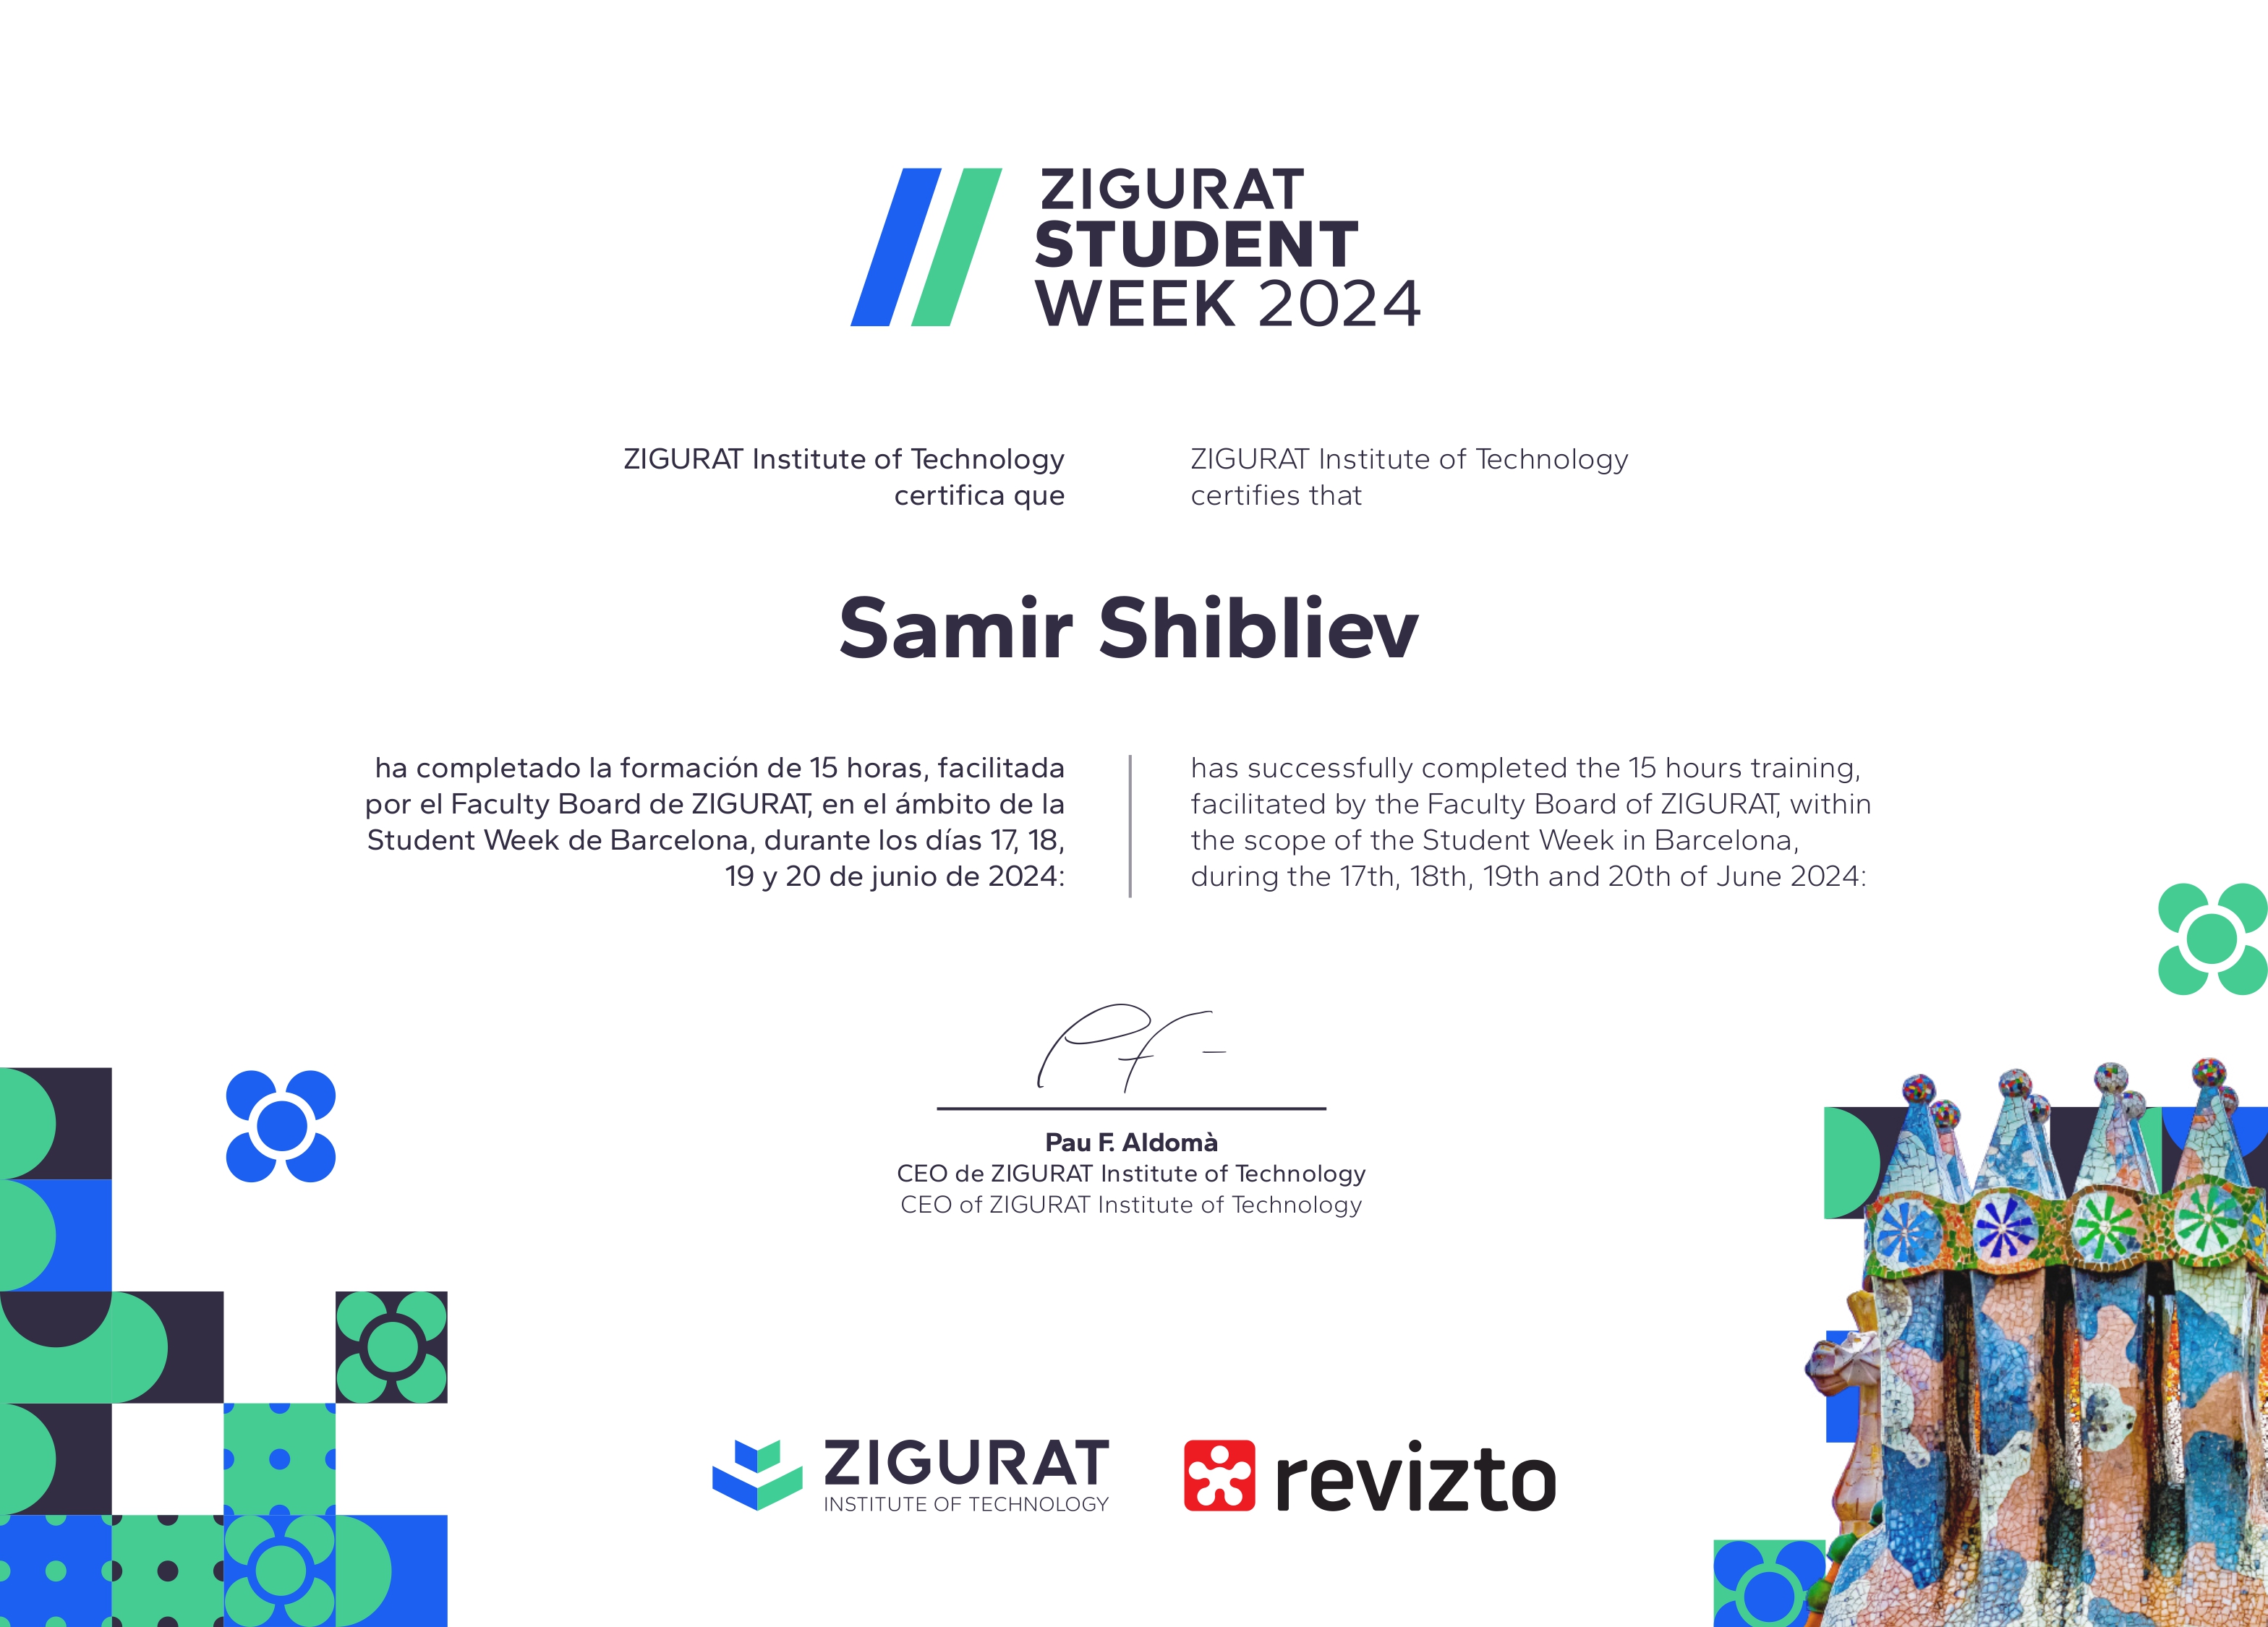 ZIGURAT
STUDENT
WEEK 2024
ZIGURAT Institute of Technology
certifica que
ZIGURAT Institute of Technology
certifies that
Samir Shibliev
ha completado la formación de 15 horas, facilitada
por el Faculty Board de ZIGURAT, en el ámbito de la
Student Week de Barcelona, durante los días 17, 18,
19 y 20 de junio de 2024:
has successfully completed the 15 hours training,
facilitated by the Faculty Board of ZIGURAT, within
the scope of the Student Week in Barcelona,
during the 17th, 18th, 19th and 20th of June 2024:
Pau F. Aldomà
CEO de ZIGURAT Institute of Technology
CEO of ZIGURAT Institute of Technology
ZIGURAT
INSTITUTE OF TECHNOLOGY
revizto